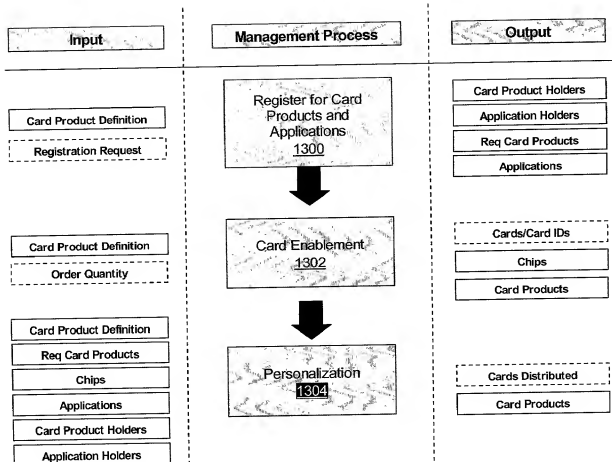 Input
Management Process
Output
Card Product Definition
Registration Request
Register for Card
Products and
Applications
1300
Card Product Holders
Application Holders
Req Card Products
Applications
Card Product Definition
Order Quantity
Card Enablement
1302
Cards/Card IDs
Chips
Card Products
Card Product Definition
Req Card Products
Chips
Applications
Card Product Holders
Application Holders
Personalization
1304
Cards Distributed
Card Products